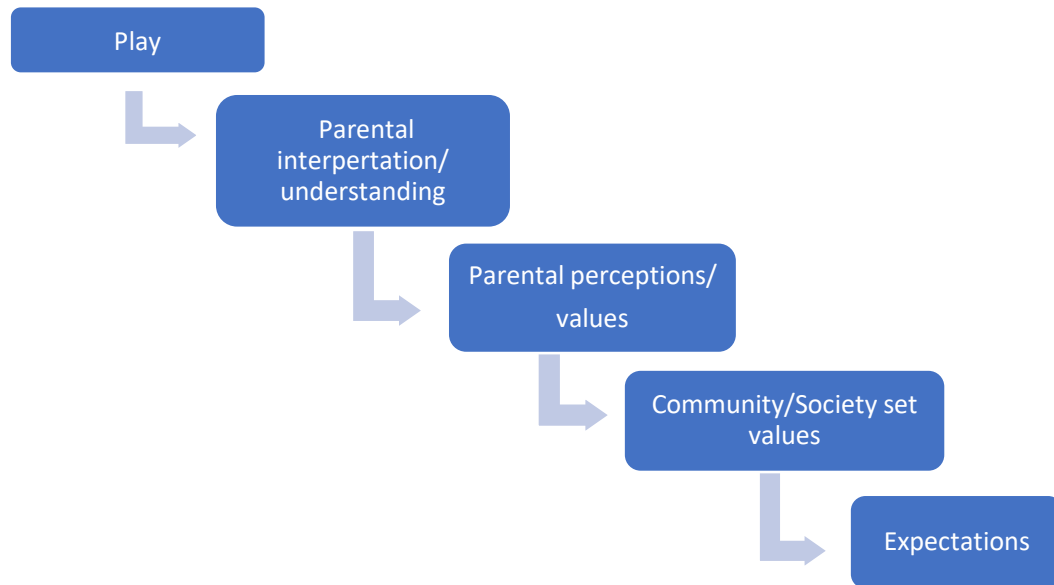 Play
Parental
interpertation/
understanding
Parental perceptions/
values
Community/Society set
values
Expectations